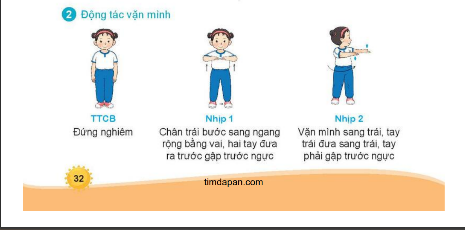 2 Động tác vặn mình
TTCB
Đứng nghiêm
Nhịp 1
Chân trái bước sang ngang
rộng bằng vai, hai tay đưa
ra trước gập trước ngực
Nhịp 2
Vặn mình sang trái, tay
trái đưa sang trái, tay
phải gập trước ngực
32
timdapan.com